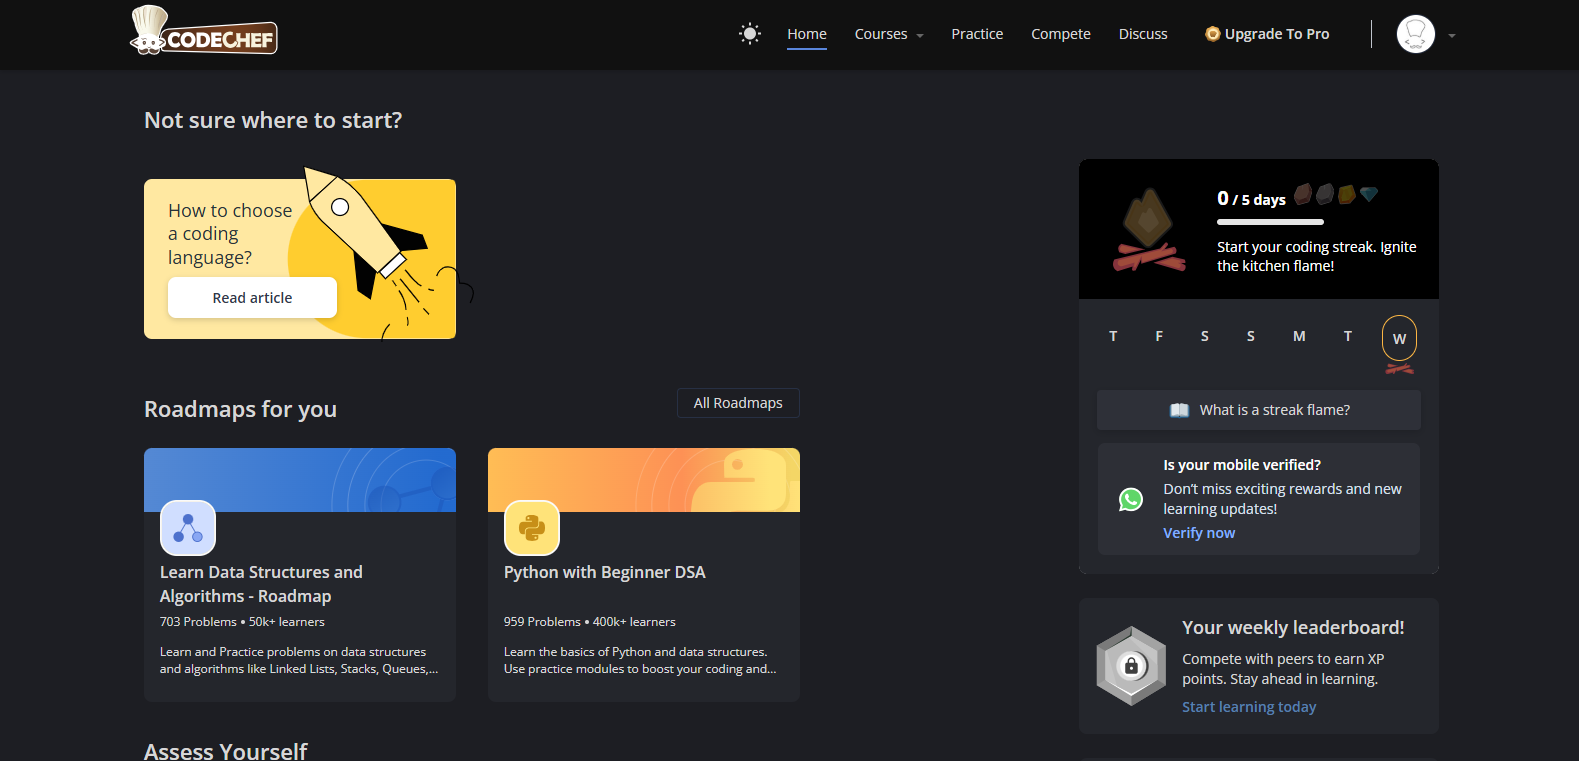 CODECHEF
Home
Courses
Practice
Compete
Discuss
Upgrade To Pro
Not sure where to start?
How to choose
a coding
language?
Read article
Roadmaps for you
All Roadmaps
Learn Data Structures and
Algorithms - Roadmap
703 Problems • 50k+ learners
Learn and Practice problems on data structures
and algorithms like Linked Lists, Stacks, Queues,...
Python with Beginner DSA
959 Problems • 400k+ learners
Learn the basics of Python and data structures.
Use practice modules to boost your coding and...
Assess Yourself
0 / 5 days
Start your coding streak. Ignite
the kitchen flame!
T F S S M T W
What is a streak flame?
Is your mobile verified?
Don't miss exciting rewards and new
learning updates!
Verify now
Your weekly leaderboard!
Compete with peers to earn XP
points. Stay ahead in learning.
Start learning today